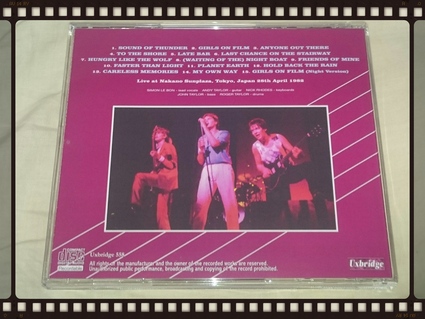 1. SOUND OF THUNDER  2. GIRLS ON FILM  3. ANYONE OUT THERE
4. TO THE SHORE  5. LATE BAR  6. LAST CHANCE ON THE STAIRWAY
7. HUNGRY LIKE THE WOLF  8. (WAITING OF THE) NIGHT BOAT  9. FRIENDS OF MINE
10. FASTER THAN LIGHT  11. PLANET EARTH  12. HOLD BACK THE RAIN
13. CARELESS MEMORIES  14. MY OWN WAY  15. GIRLS ON FILM (Night Version)
Live at Nakano Sunplaza, Tokyo, Japan
April 1982
SIMON LE BON - lead vocals  ANDY TAYLOR - guitar  NICK RHODES - keyboards
JOHN TAYLOR - bass  ROGER TAYLOR - drums
COMPACT
disc
Recordable
Uxbridge 558
All rights of the manufacturer and the owner of the recorded works are reserved.
Unauthorized public performance, broadcasting and copying of the record prohibited.
Uxbridge